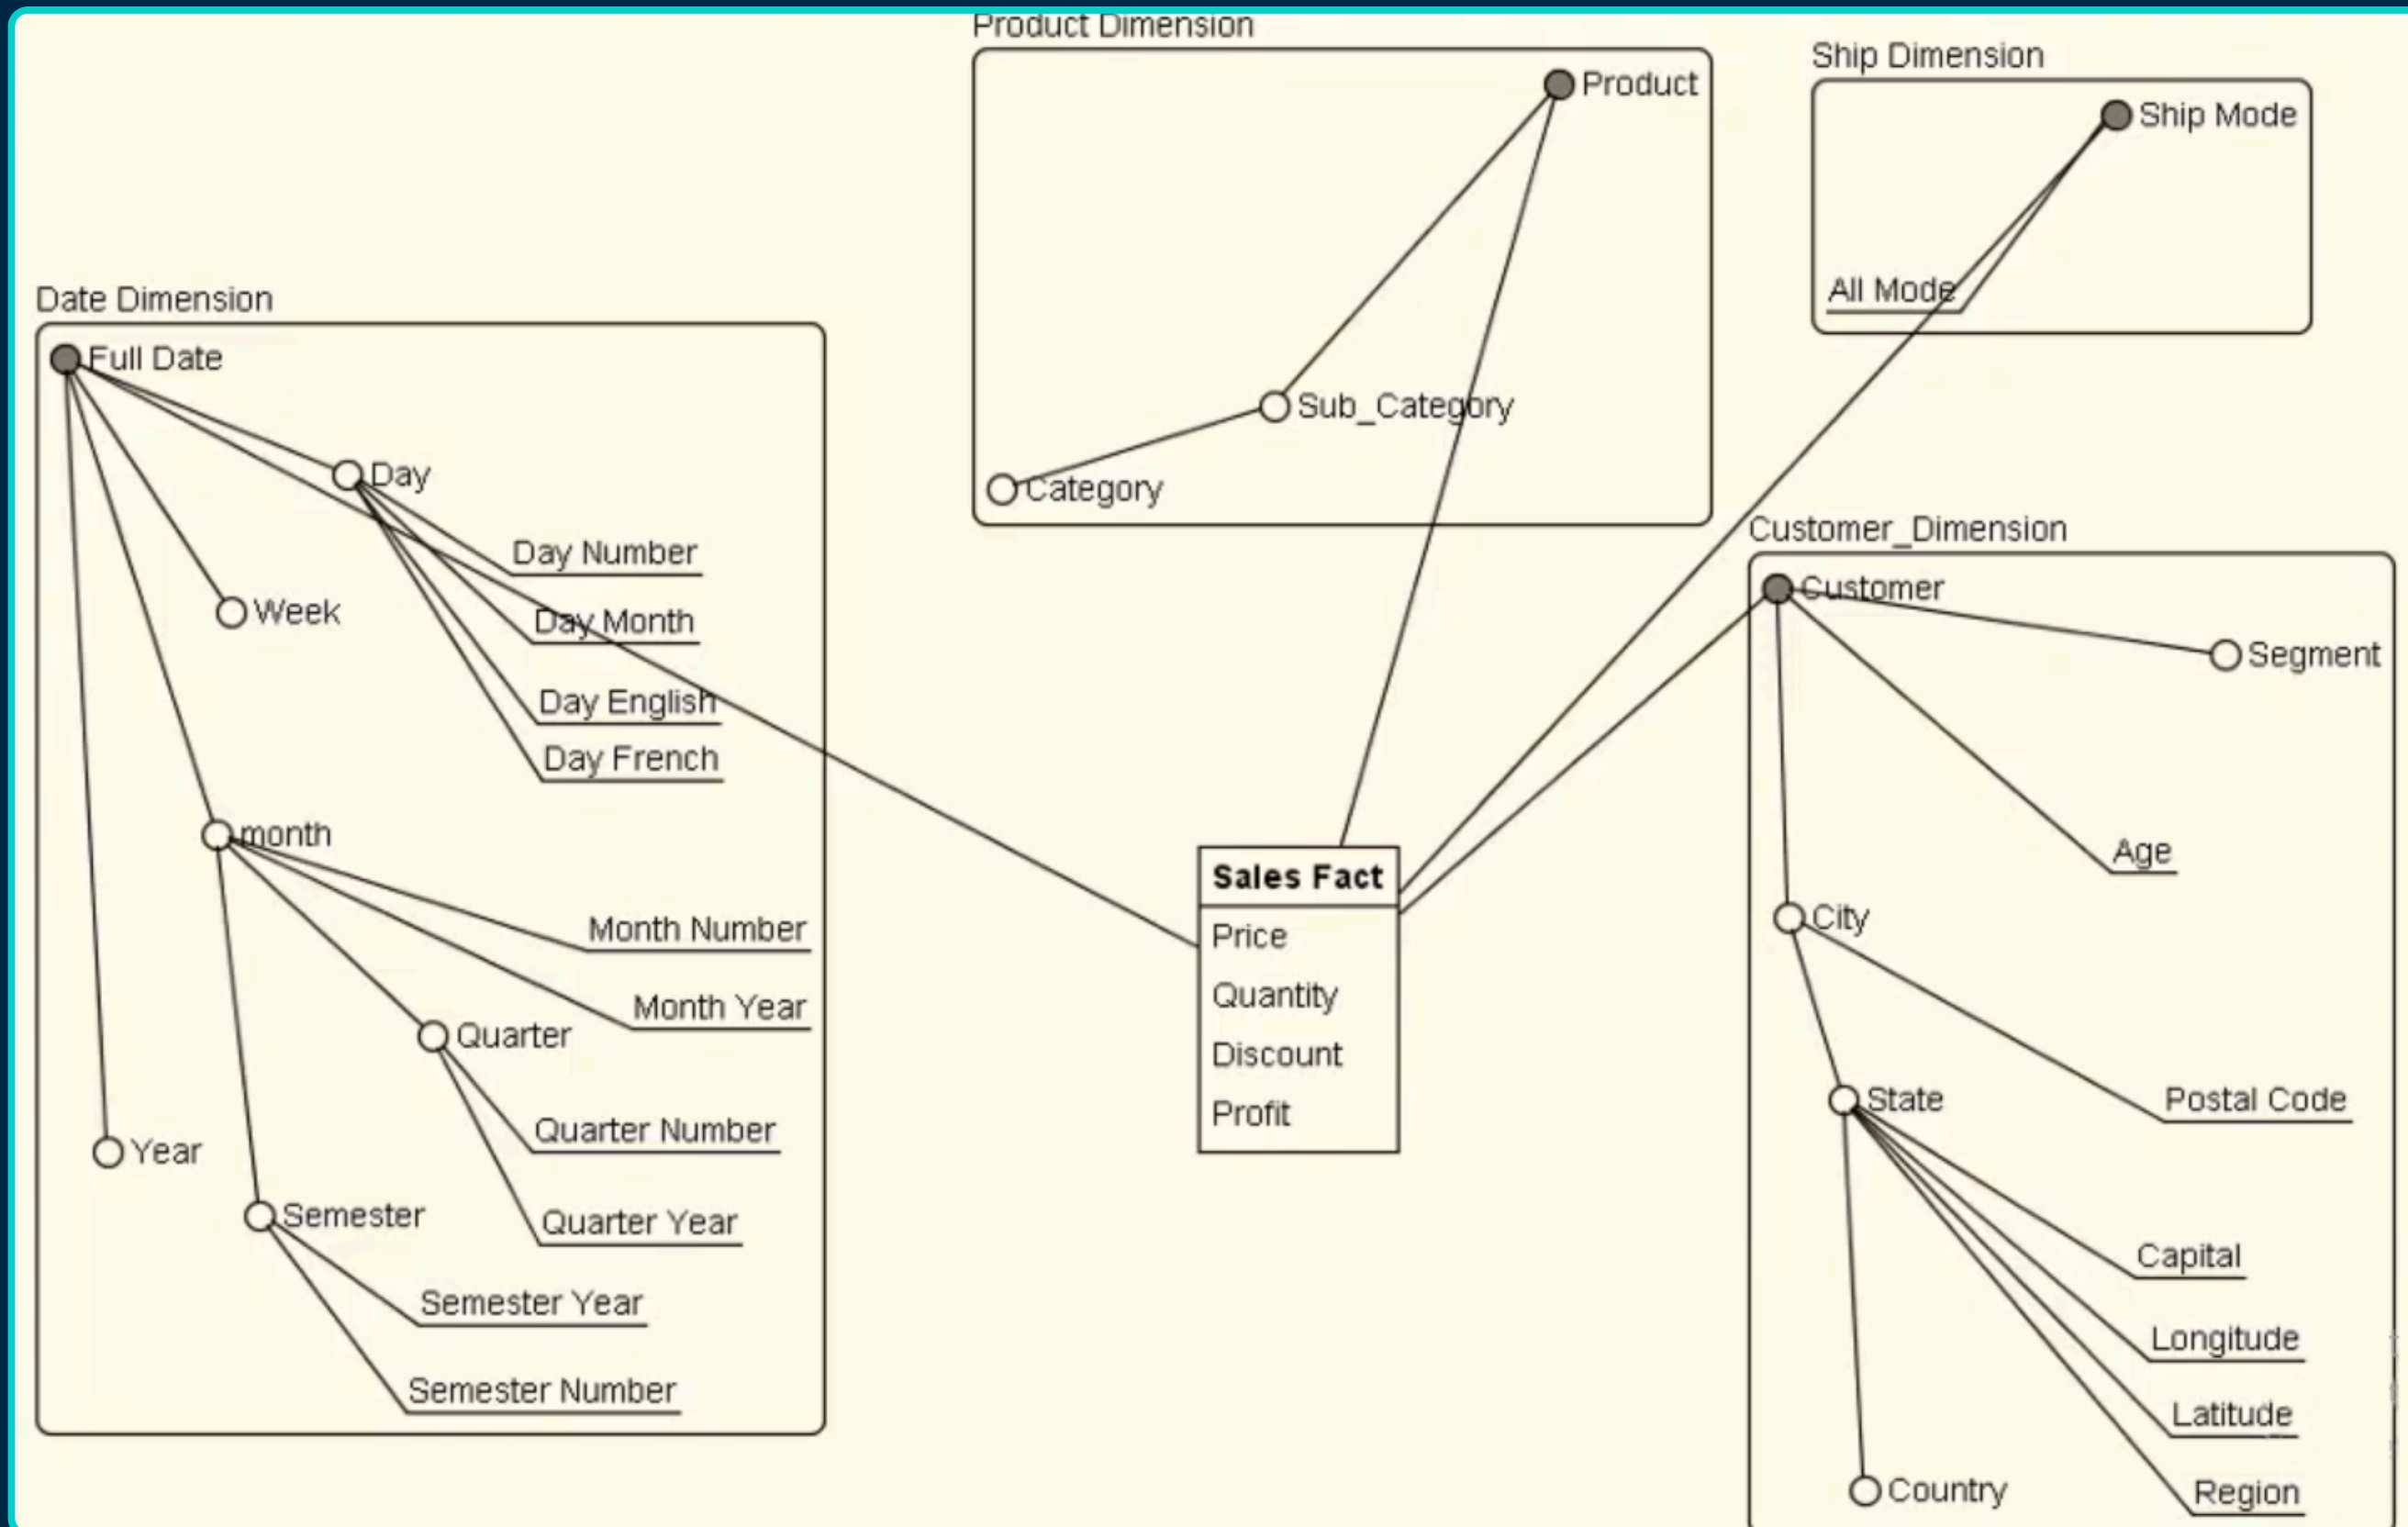 Product Dimension
Product
Sub_Category
Category
Ship Dimension
Ship Mode
All Mode
Date Dimension
Full Date
Day
Day Number
Week
Day Month
Day English
Day French
month
Month Number
Month Year
Quarter
Quarter Number
Year
Quarter Year
Semester
Semester Year
Semester Number
Sales Fact
Price
Quantity
Discount
Profit
Customer_Dimension
Customer
Segment
Age
City
State
Postal Code
Capital
Longitude
Latitude
Country
Region